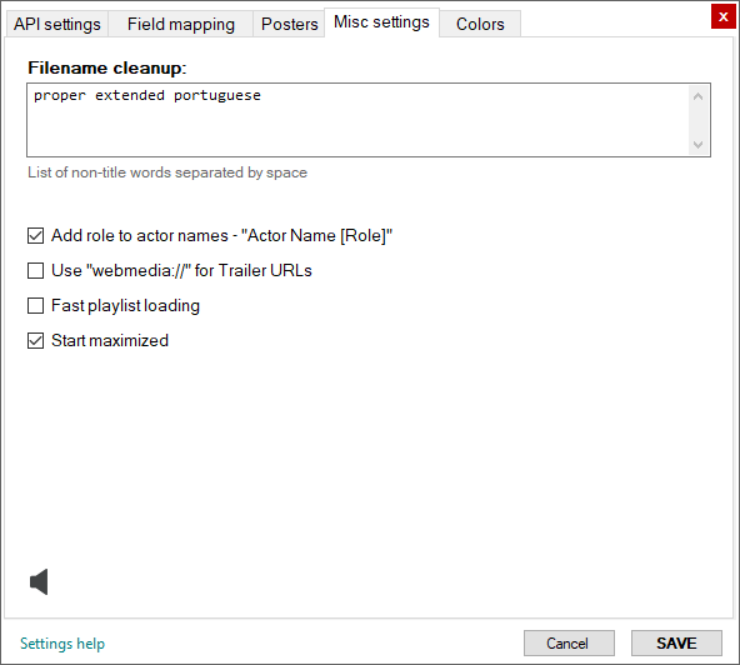 API settings Field mapping Posters Misc settings Colors x
Filename cleanup:
proper extended portuguese
List of non-title words separated by space
Add role to actor names - "Actor Name [Role]"
Use "webmedia://" for Trailer URLs
Fast playlist loading
Start maximized
Settings help Cancel SAVE